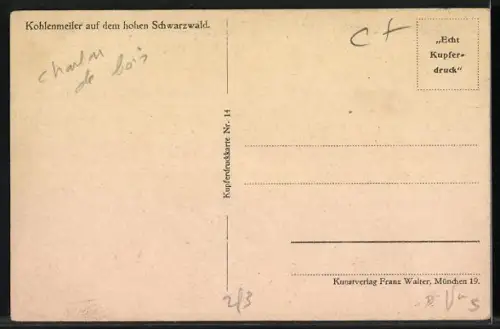 Kohlenmeiler auf dem hohen Schwarzwald.
charbon
de bois
C+
„Echt
Kupfer-
druck“
Kupferdruckkarte Nr. 14
Kunstverlag Franz Walter, München 19.
2/3